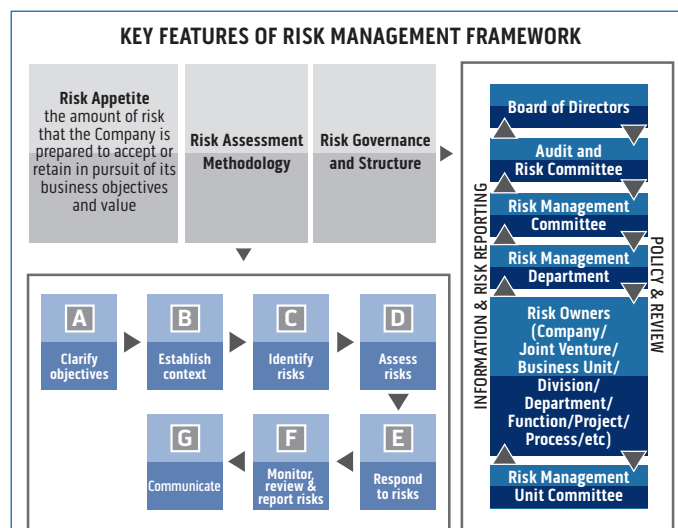 KEY FEATURES OF RISK MANAGEMENT FRAMEWORK
Risk Appetite
the amount of risk
that the Company is
prepared to accept or
retain in pursuit of its
business objectives
and value
Risk Assessment
Methodology
Risk Governance
and Structure
A
Clarify
objectives
B
Establish
context
C
Identify
risks
D
Assess
risks
E
Respond
to risks
F
Monitor,
review &
report risks
G
Communicate
INFORMATION & RISK REPORTING
Board of Directors
Audit and
Risk Committee
Risk Management
Committee
Risk Management
Department
Risk Owners
(Company/
Joint Venture/
Business Unit/
Division/
Department/
Function/Project/
Process/etc)
Risk Management
Unit Committee
POLICY & REVIEW